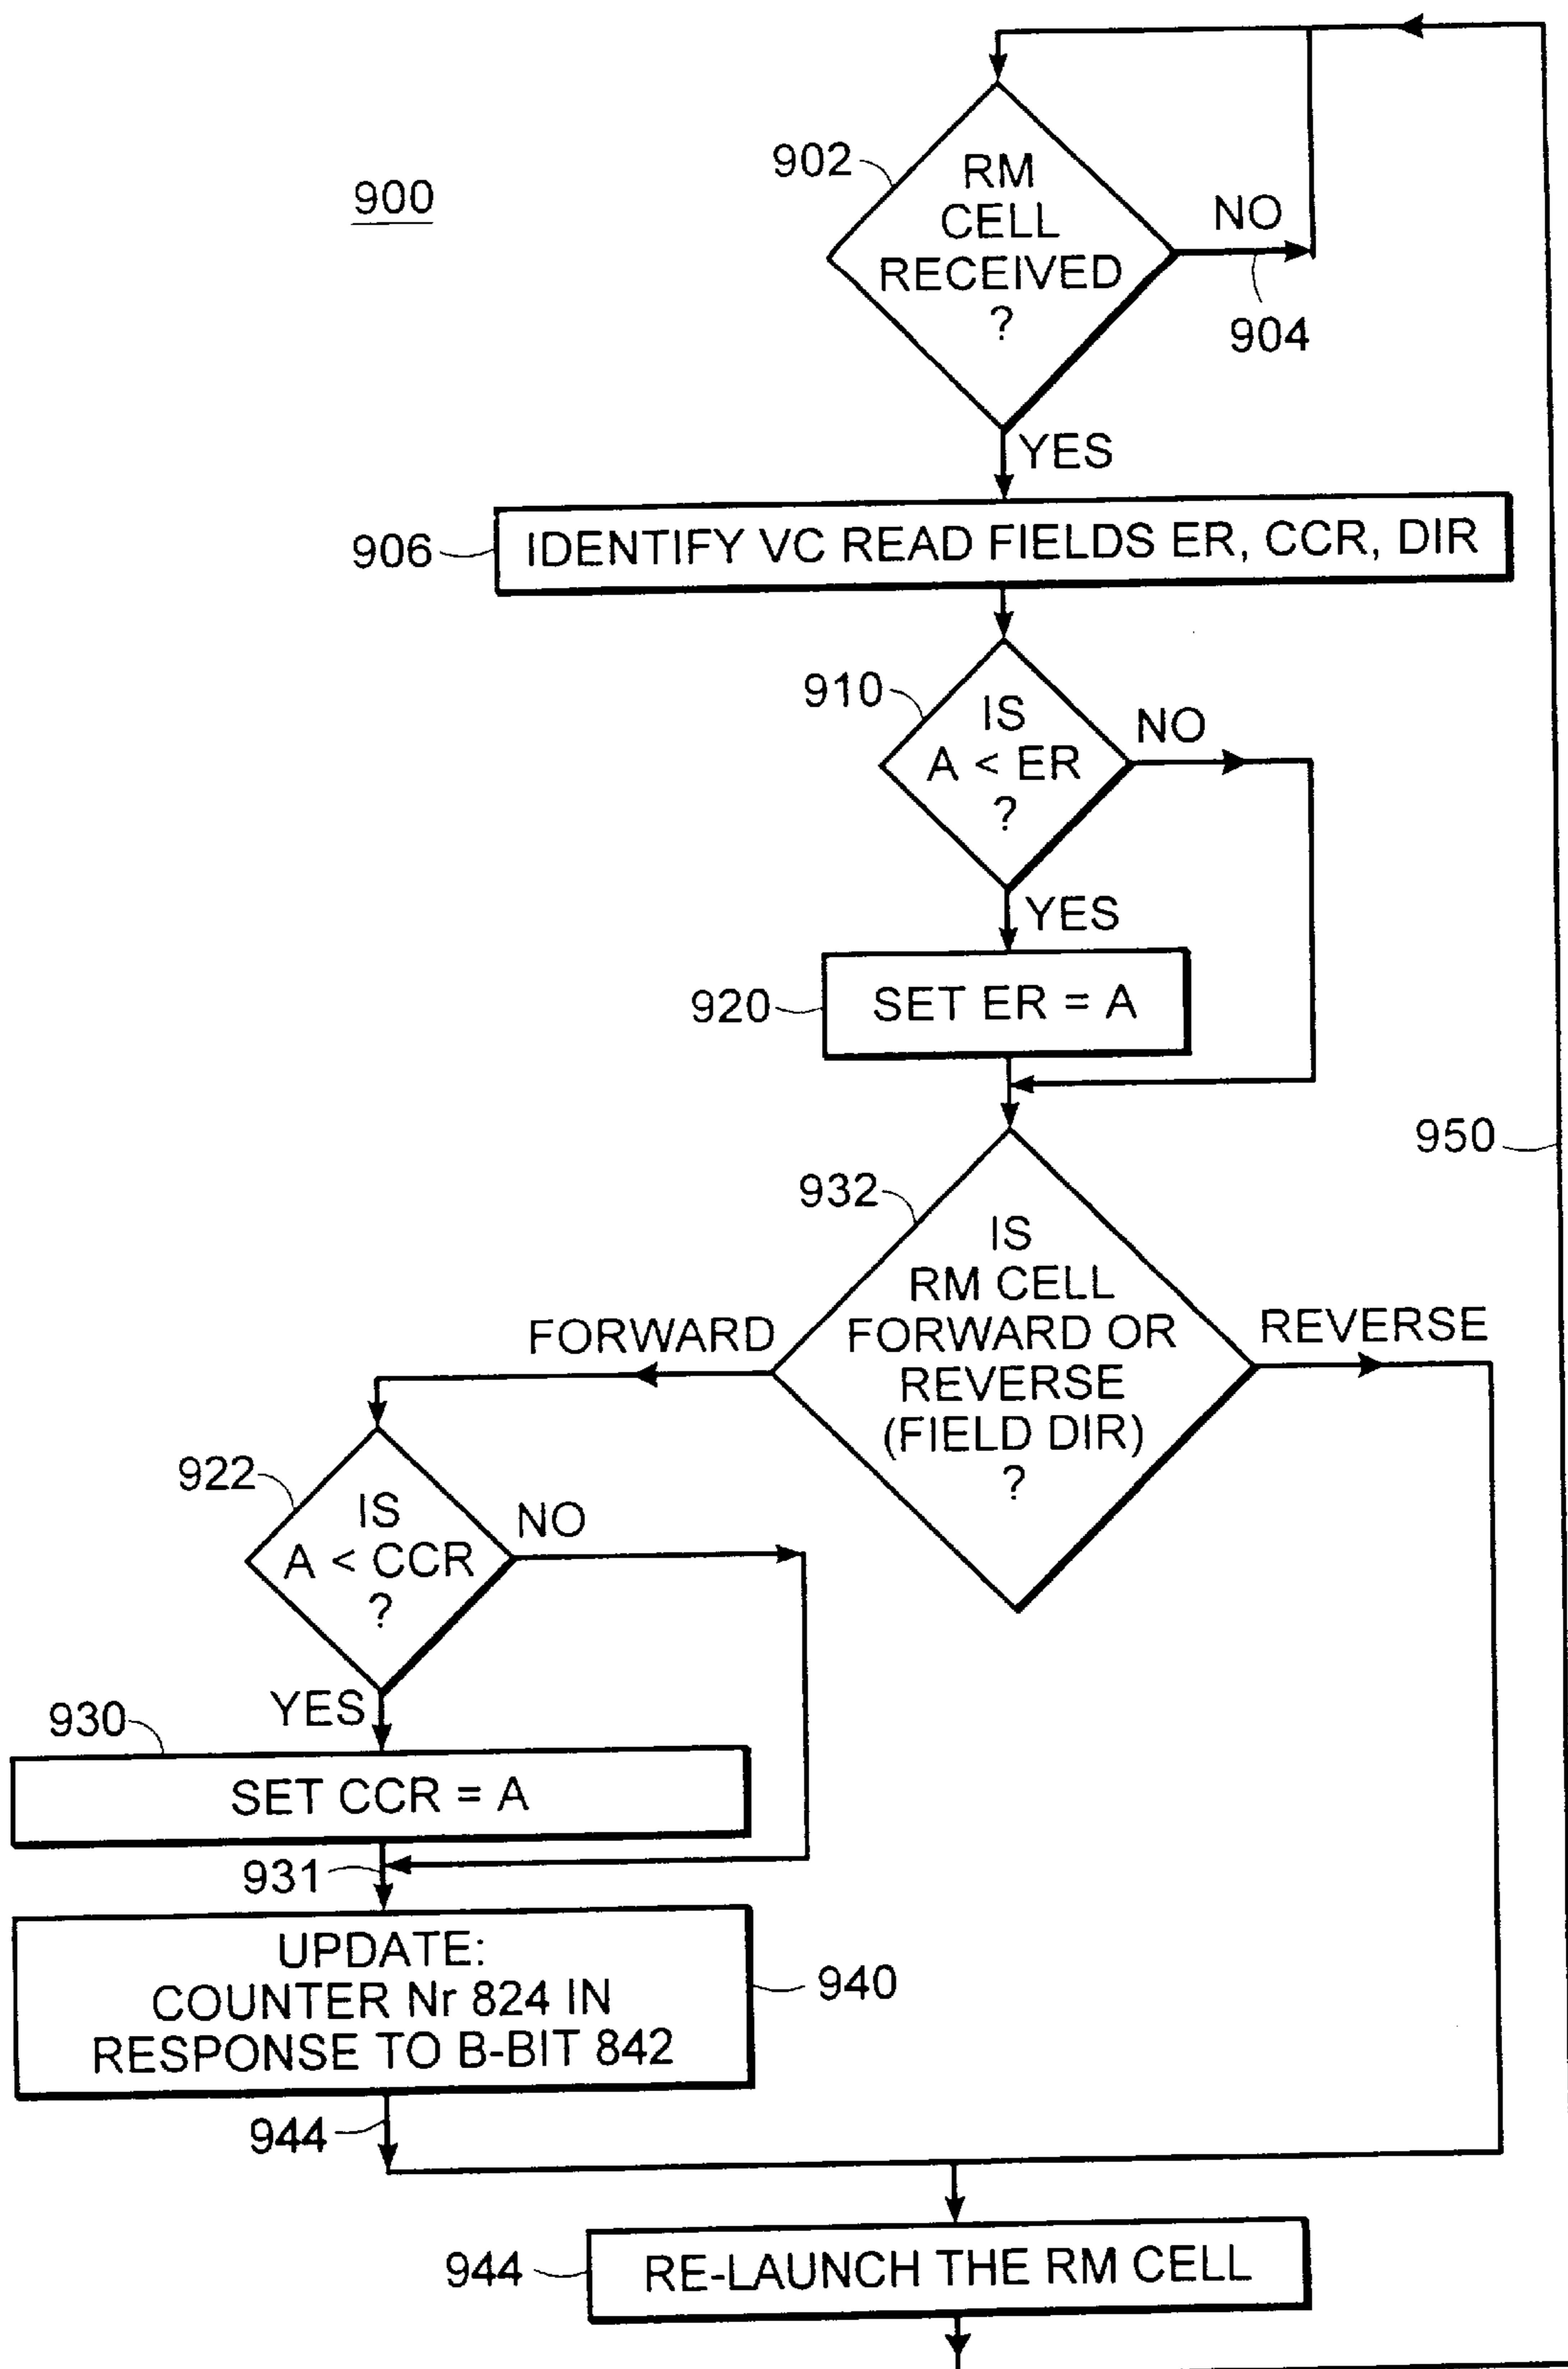 900
902
RM
CELL
RECEIVED
?
NO
904
YES
906
IDENTIFY VC READ FIELDS ER, CCR, DIR
910
IS
A < ER
?
NO
YES
920
SET ER = A
950
932
IS
RM CELL
FORWARD OR
REVERSE
(FIELD DIR)
?
FORWARD
REVERSE
922
IS
A < CCR
?
NO
YES
930
SET CCR = A
931
UPDATE:
COUNTER Nr 824 IN
RESPONSE TO B-BIT 842
940
944
944
RE-LAUNCH THE RM CELL